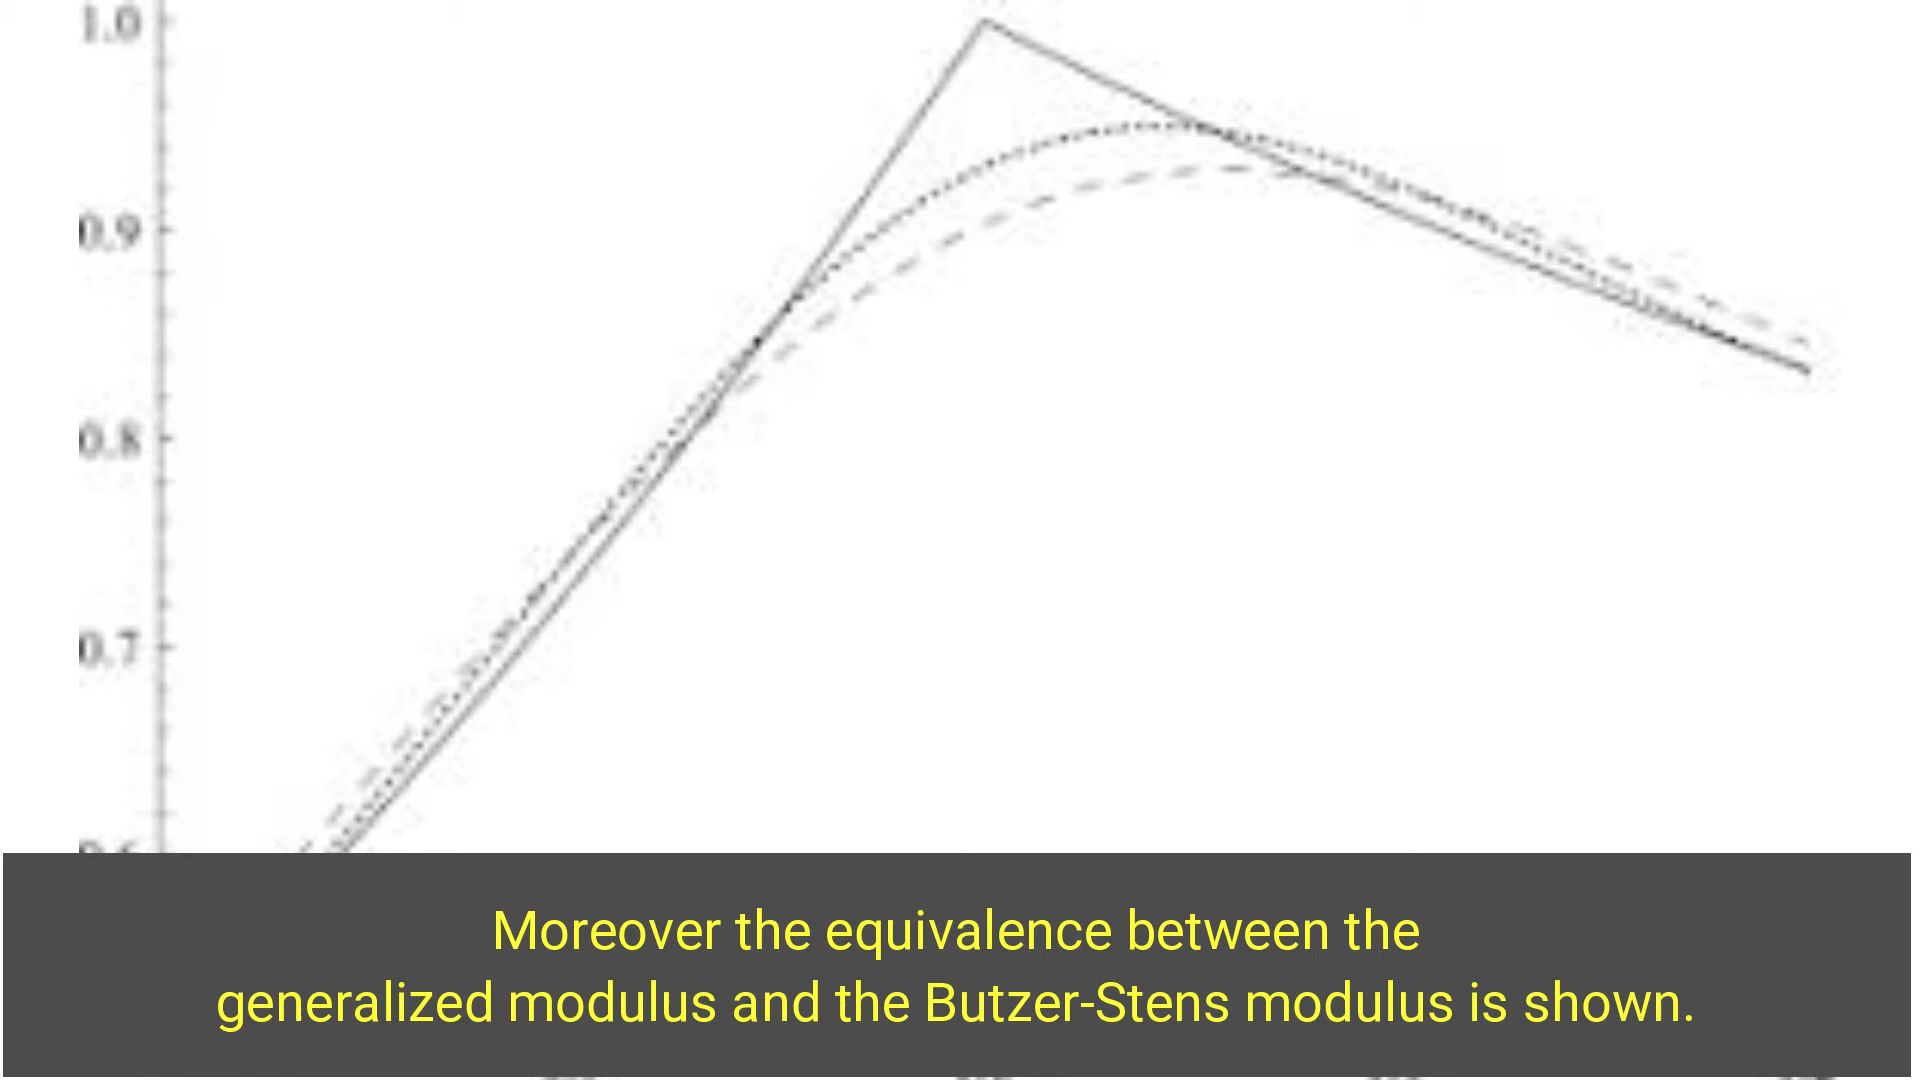 1.0
0.9
0.8
0.7
Moreover the equivalence between the
generalized modulus and the Butzer-Stens modulus is shown.